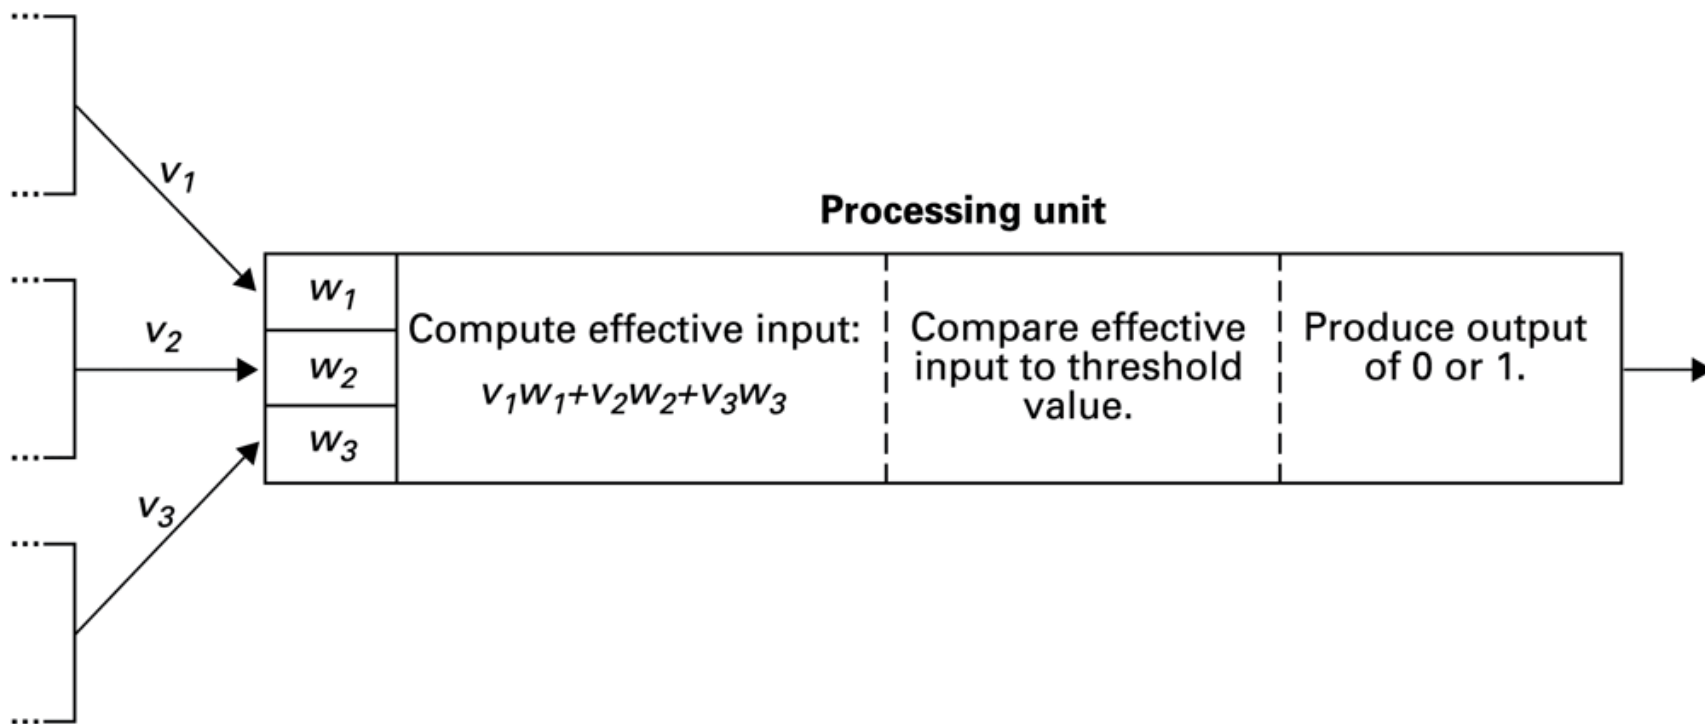 v1
Processing unit
w1
v2
w2
w3
v3
Compute effective input:
v1w1+v2w2+v3w3
Compare effective
input to threshold
value.
Produce output
of 0 or 1.